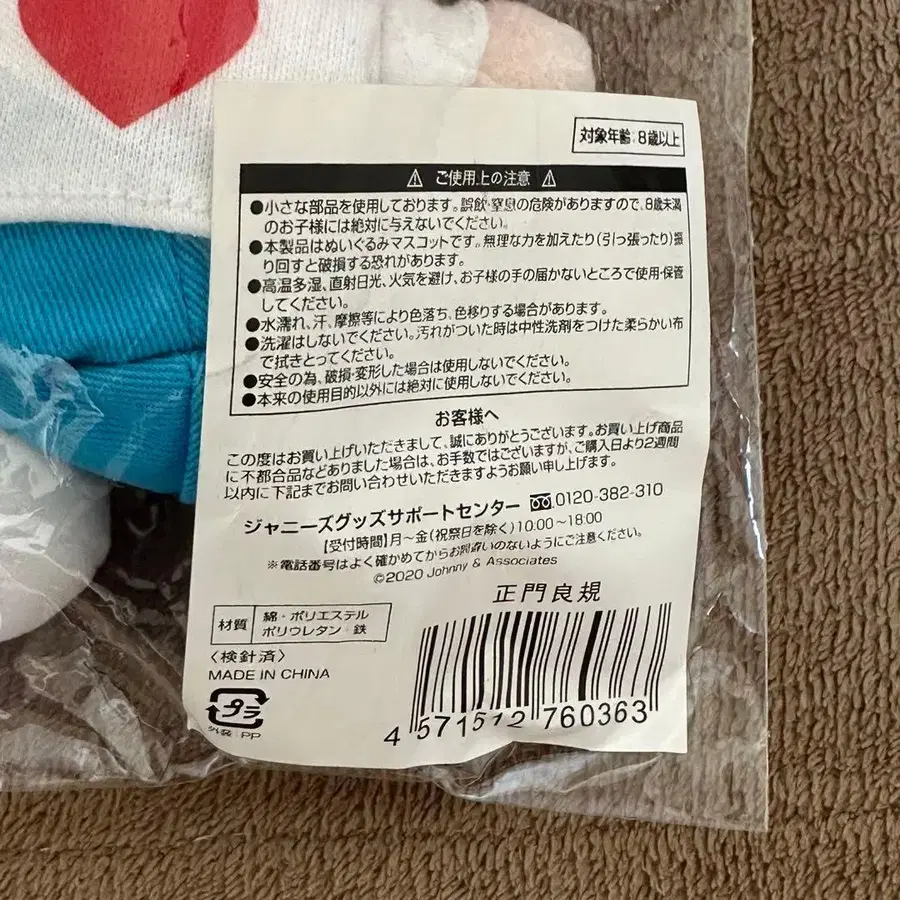 対象年齢:8歳以上
⚠ ご使用上の注意 ⚠
●小さな部品を使用しております。誤飲・窒息の危険がありますので、8歳未満
のお子様には絶対に与えないでください。
●本製品はぬいぐるみマスコットです。無理な力を加えたり(引っ張ったり)振
り回すと破損する恐れがあります。
●高温多湿、直射日光、火気を避け、お子様の手の届かないところで使用・保管
してください。
●水濡れ、汗、摩擦等により色落ち、色移りする場合があります。
●洗濯はしないでください。汚れがついた時は中性洗剤をつけた柔らかい布
で拭きとってください。
●安全の為、破損・変形した場合は使用しないでください。
●本来の使用目的以外には絶対に使用しないでください。
お客様へ
この度はお買い上げいただきまして、誠にありがとうございます。お買い上げ商品
に不都合品などありました場合は、お手数ではございますが、ご購入日より2週間
以内に下記までお問い合わせいただきますようお願い申し上げます。
ジャニーズグッズサポートセンター 0120-382-310
【受付時間】月~金(祝祭日を除く)10:00~18:00
※電話番号はよく確かめてからお間違いのないようにご注意ください。
©2020 Johnny & Associates
正門良規
材質 綿・ポリエステル
ポリウレタン・鉄
〈検針済〉
MADE IN CHINA
プラ
外袋 PP
4 571512 760363